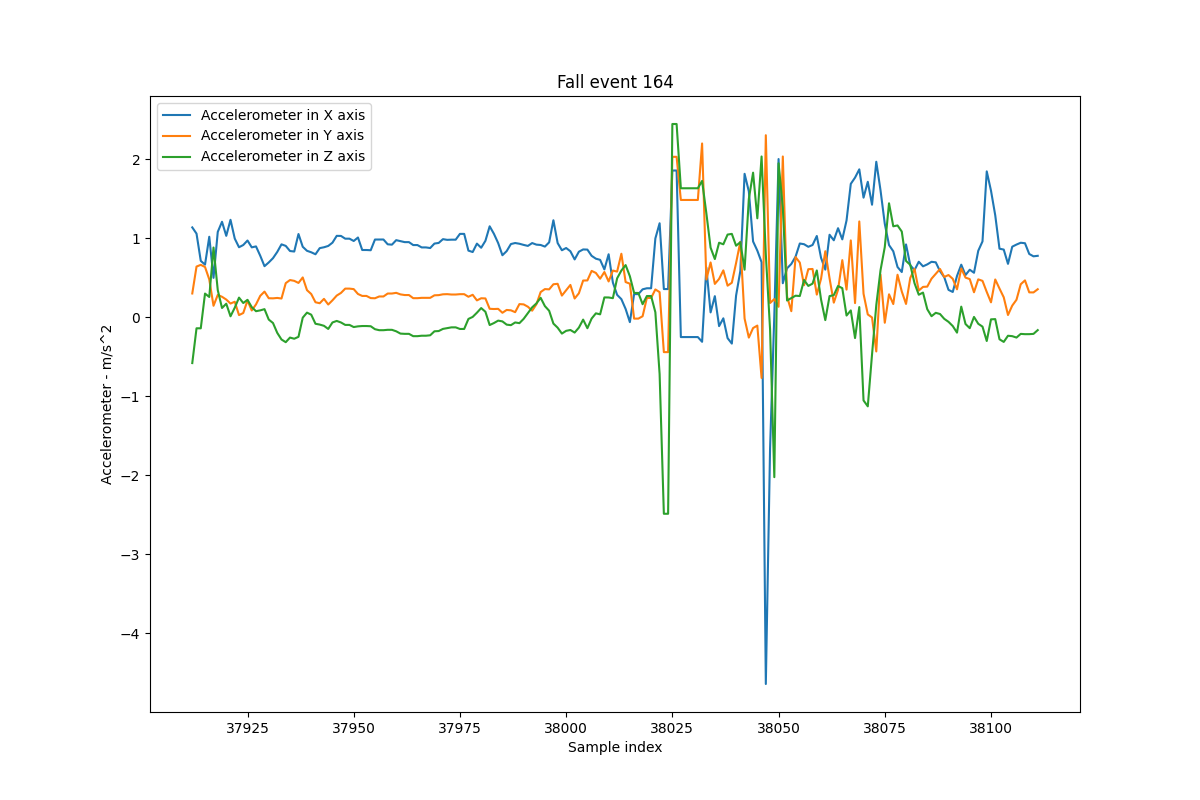 Fall event 164
Accelerometer in X axis
Accelerometer in Y axis
Accelerometer in Z axis
Accelerometer - m/s^2
2
1
0
−1
−2
−3
−4
37925 37950 37975 38000 38025 38050 38075 38100
Sample index